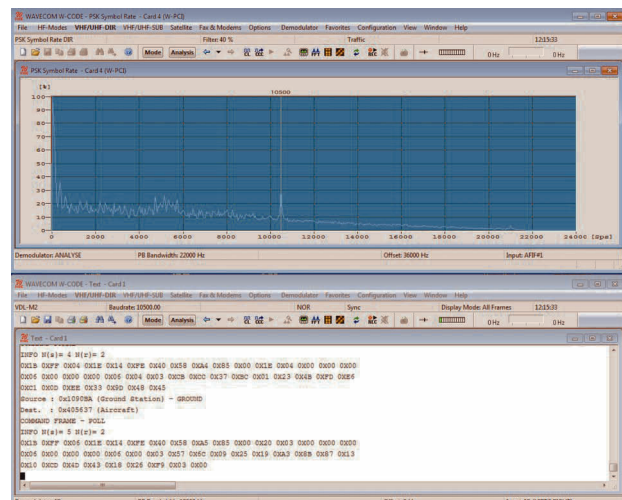 WAVECOM W-CODE - PSK Symbol Rate - Card 4 (W-PCI)
File HF-Modes VHF/UHF-DIR VHF/UHF-SUB Satellite Fax & Modems Options Demodulator Favorites Configuration View Window Help
PSK Symbol Rate DIR Filter: 40 % Traffic 12:15:33
Mode Analysis 0 Hz 0 Hz
PSK Symbol Rate - Card 4 (W-PCI)
[%]
10500
100
90
80
70
60
50
40
30
20
10
0
0 2000 4000 6000 8000 10000 12000 14000 16000 18000 20000 22000 24000 [Sps]
Demodulator: ANALYSE PB Bandwidth: 22000 Hz Offset: 36000 Hz Input: AFIF#1
WAVECOM W-CODE - Text - Card 1
File HF-Modes VHF/UHF-DIR VHF/UHF-SUB Satellite Fax & Modems Options Demodulator Favorites Configuration View Window Help
VDL-M2 Baudrate: 10500.00 NOR Sync Display Mode: All Frames 12:15:33
Mode Analysis 0 Hz 0 Hz
Text - Card 1
INFO N(s)= 4 N(r)= 2
0X1B 0XFF 0X04 0X1E 0X14 0XFE 0X40 0X58 0XA4 0X85 0X00 0X1E 0X04 0X00 0X00 0X00
0X06 0X00 0X00 0X00 0X06 0X04 0X03 0XCB 0XCC 0X37 0XBC 0X01 0X23 0X4B 0XFD 0XE6
0XC1 0X0D 0XEE 0X33 0X9D 0X48 0X45
Source : 0x1090BA (Ground Station) - GROUND
Dest. : 0x405637 (Aircraft)
COMMAND FRAME - POLL
INFO N(s)= 5 N(r)= 2
0X1B 0XFF 0X06 0X1E 0X14 0XFE 0X40 0X58 0XA5 0X85 0X00 0X20 0X03 0X00 0X00 0X00
0X06 0X00 0X00 0X00 0X06 0X00 0X03 0X57 0X6C 0X09 0X25 0X19 0XA3 0X8B 0X87 0X13
0X10 0XCD 0X4D 0X43 0X18 0X26 0XF9 0X03 0X00